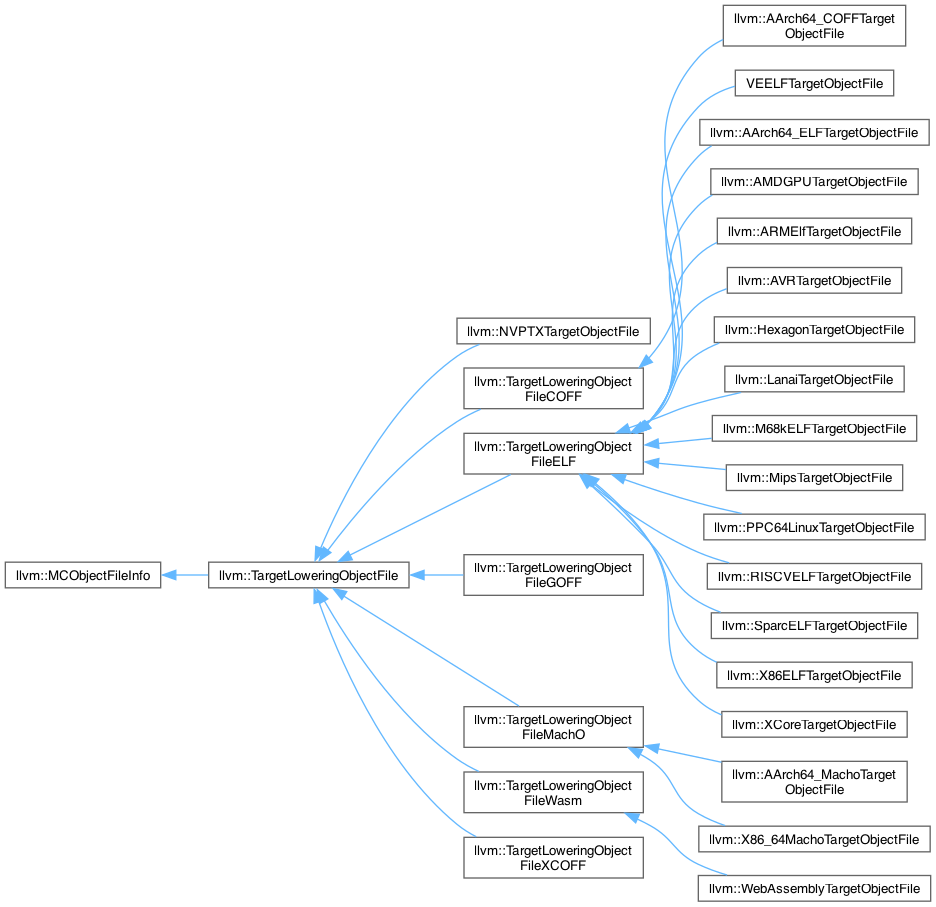 llvm::AArch64_COFFTarget
ObjectFile
VEELFTargetObjectFile
llvm::AArch64_ELFTargetObjectFile
llvm::AMDGPUTargetObjectFile
llvm::ARMElfTargetObjectFile
llvm::AVRTargetObjectFile
llvm::NVPTXTargetObjectFile
llvm::HexagonTargetObjectFile
llvm::TargetLoweringObject
FileCOFF
llvm::LanaiTargetObjectFile
llvm::TargetLoweringObject
FileELF
llvm::M68kELFTargetObjectFile
llvm::MipsTargetObjectFile
llvm::PPC64LinuxTargetObjectFile
llvm::MCObjectFileInfo
llvm::TargetLoweringObjectFile
llvm::TargetLoweringObject
FileGOFF
llvm::RISCVELFTargetObjectFile
llvm::SparcELFTargetObjectFile
llvm::X86ELFTargetObjectFile
llvm::TargetLoweringObject
FileMachO
llvm::XCoreTargetObjectFile
llvm::AArch64_MachoTarget
ObjectFile
llvm::TargetLoweringObject
FileWasm
llvm::X86_64MachoTargetObjectFile
llvm::TargetLoweringObject
FileXCOFF
llvm::WebAssemblyTargetObjectFile